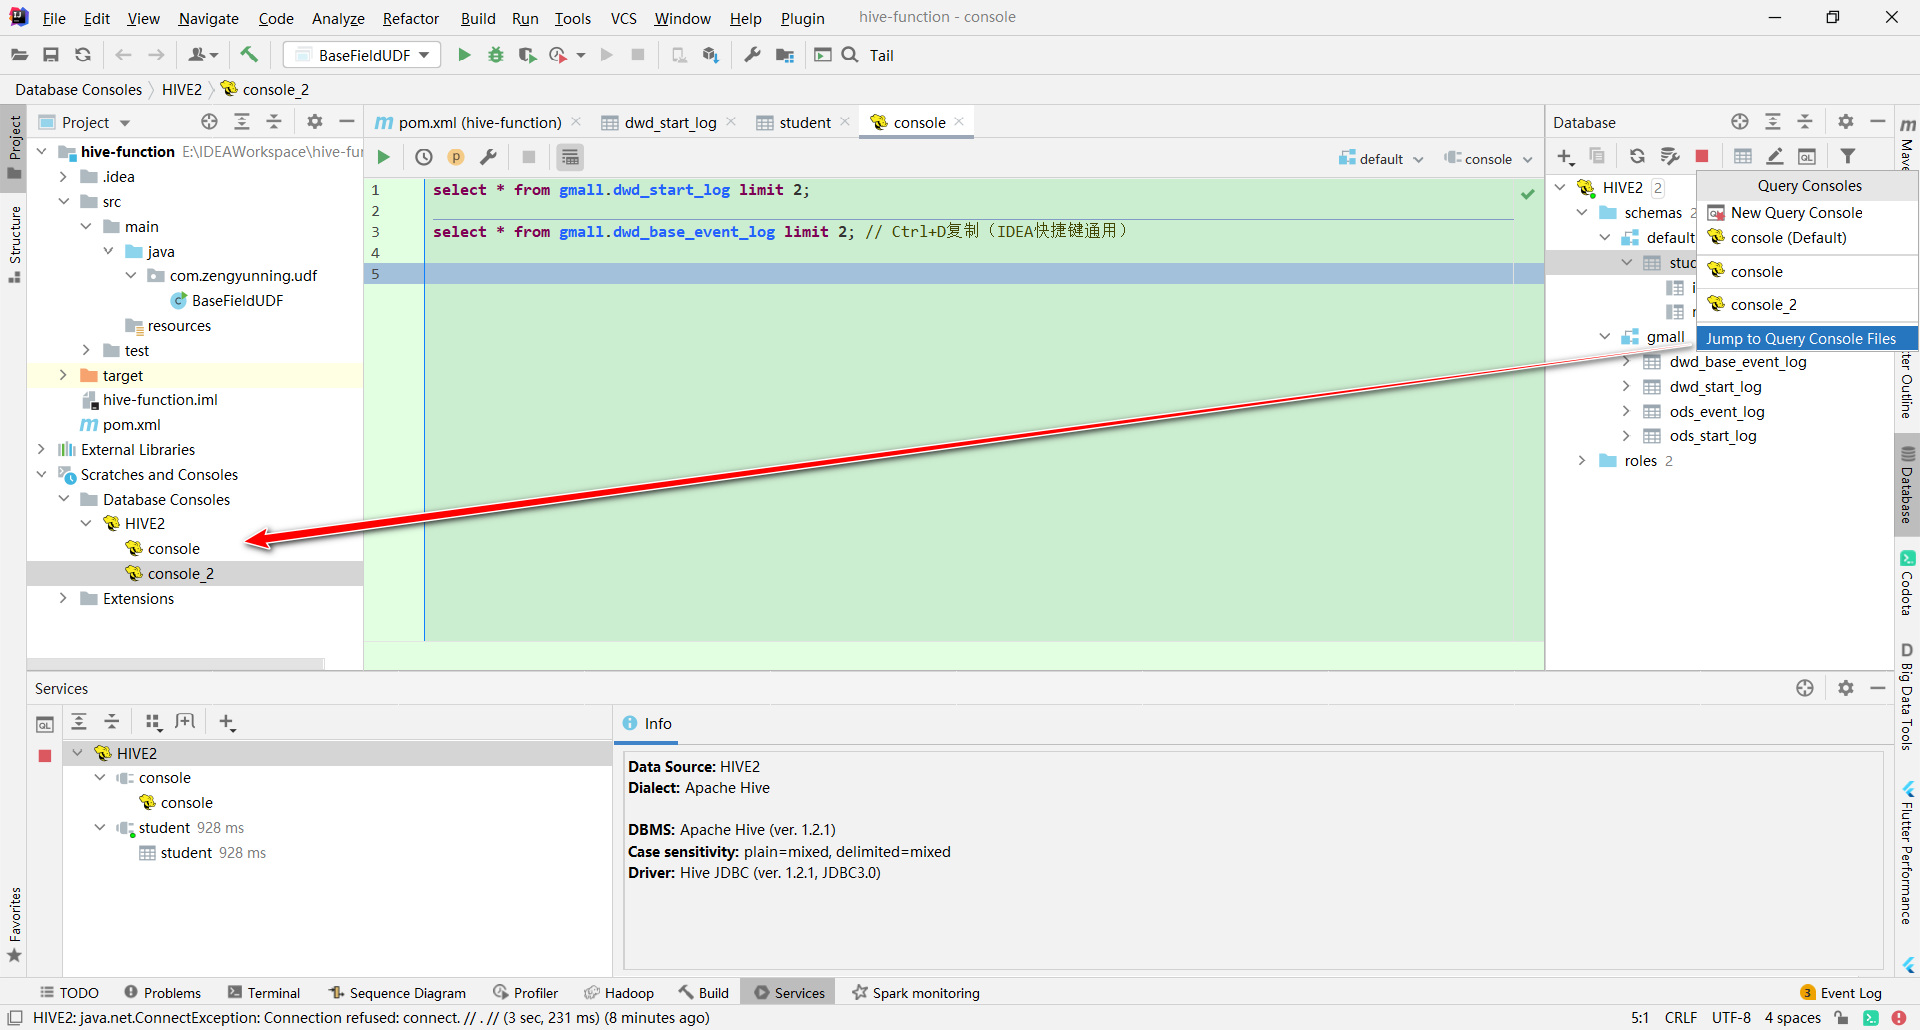 File Edit View Navigate Code Analyze Refactor Build Run Tools VCS Window Help Plugin hive-function - console
BaseFieldUDF Tail
Database Consoles HIVE2 console_2
Project
pom.xml (hive-function) dwd_start_log student console
Database
hive-function E:\IDEAWorkspace\hive-fu
.idea
src
main
java
com.zengyunning.udf
BaseFieldUDF
resources
test
target
hive-function.iml
pom.xml
External Libraries
Scratches and Consoles
Database Consoles
HIVE2
console
console_2
Extensions
default console
1 select * from gmall.dwd_start_log limit 2;
2
3 select * from gmall.dwd_base_event_log limit 2; // Ctrl+D复制（IDEA快捷键通用）
4
5
HIVE2 2
schemas 2
default
stud
gmall
dwd_base_event_log
dwd_start_log
ods_event_log
ods_start_log
roles 2
Query Consoles
New Query Console
console (Default)
console
console_2
Jump to Query Console Files
Project
Structure
Favorites
Maven
ter Outline
Database
Codota
D Big Data Tools
Flutter Performance
Services
HIVE2
console
console
student 928 ms
student 928 ms
Info
Data Source: HIVE2
Dialect: Apache Hive
DBMS: Apache Hive (ver. 1.2.1)
Case sensitivity: plain=mixed, delimited=mixed
Driver: Hive JDBC (ver. 1.2.1, JDBC3.0)
TODO Problems Terminal Sequence Diagram Profiler Hadoop Build Services Spark monitoring 3 Event Log
HIVE2: java.net.ConnectException: Connection refused: connect. // . // (3 sec, 231 ms) (8 minutes ago) 5:1 CRLF UTF-8 4 spaces